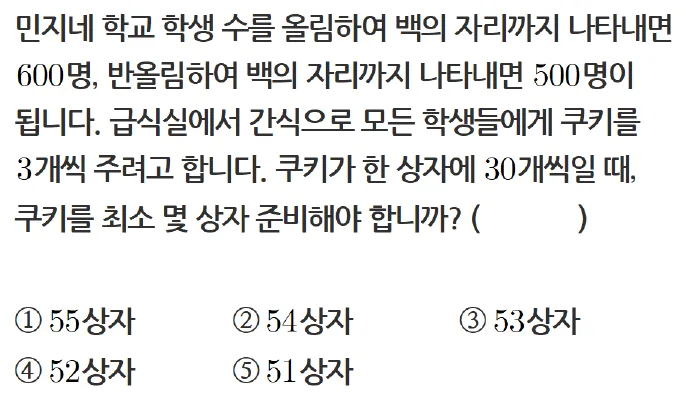 민지네 학교 학생 수를 올림하여 백의 자리까지 나타내면
600명, 반올림하여 백의 자리까지 나타내면 500명이
됩니다. 급식실에서 간식으로 모든 학생들에게 쿠키를
3개씩 주려고 합니다. 쿠키가 한 상자에 30개씩일 때,
쿠키를 최소 몇 상자 준비해야 합니까? (          )
① 55상자 ② 54상자 ③ 53상자
④ 52상자 ⑤ 51상자